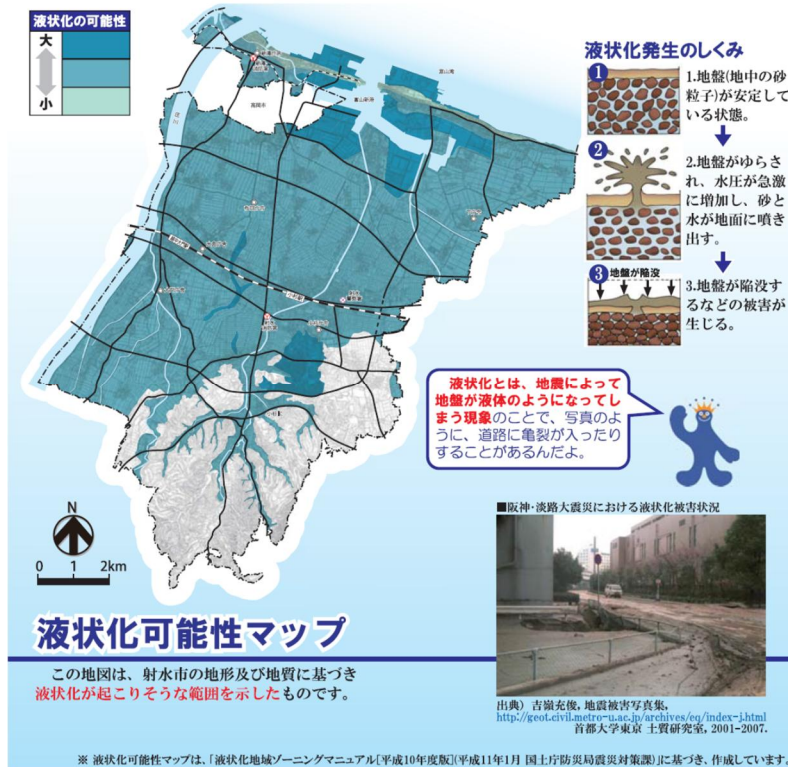 液状化の可能性
大
小
高岡市
富山新港
富山湾
N
0 1 2km
液状化発生のしくみ
1
1.地盤(地中の砂
粒子)が安定して
いる状態。
2
2.地盤がゆらさ
れ、水圧が急激
に増加し、砂と
水が地面に噴き
出す。
3 地盤が陥没
3.地盤が陥没す
るなどの被害が
生じる。
液状化とは、地震によって
地盤が液体のようになってし
まう現象のことで、写真のよ
うに、道路に亀裂が入ったり
することがあるんだよ。
■阪神・淡路大震災における液状化被害状況
出典) 吉嶺充俊, 地震被害写真集,
http://geot.civil.metro-u.ac.jp/archives/eq/index-j.html
首都大学東京 土質研究室, 2001-2007.
液状化可能性マップ
この地図は、射水市の地形及び地質に基づき
液状化が起こりそうな範囲を示したものです。
※ 液状化可能性マップは、「液状化地域ゾーニングマニュアル[平成10年度版](平成11年1月 国土庁防災局震災対策課)」に基づき、作成しています。